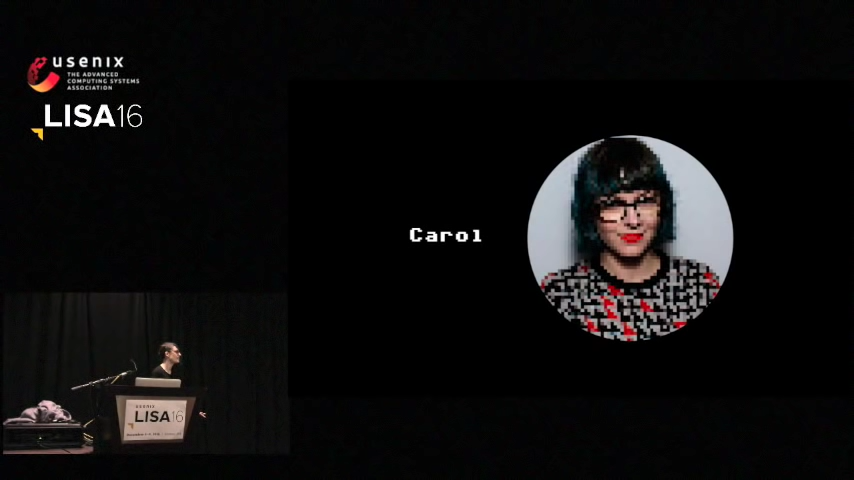 usenix
THE ADVANCED
COMPUTING SYSTEMS
ASSOCIATION
LISA16
Carol
usenix
LISA16